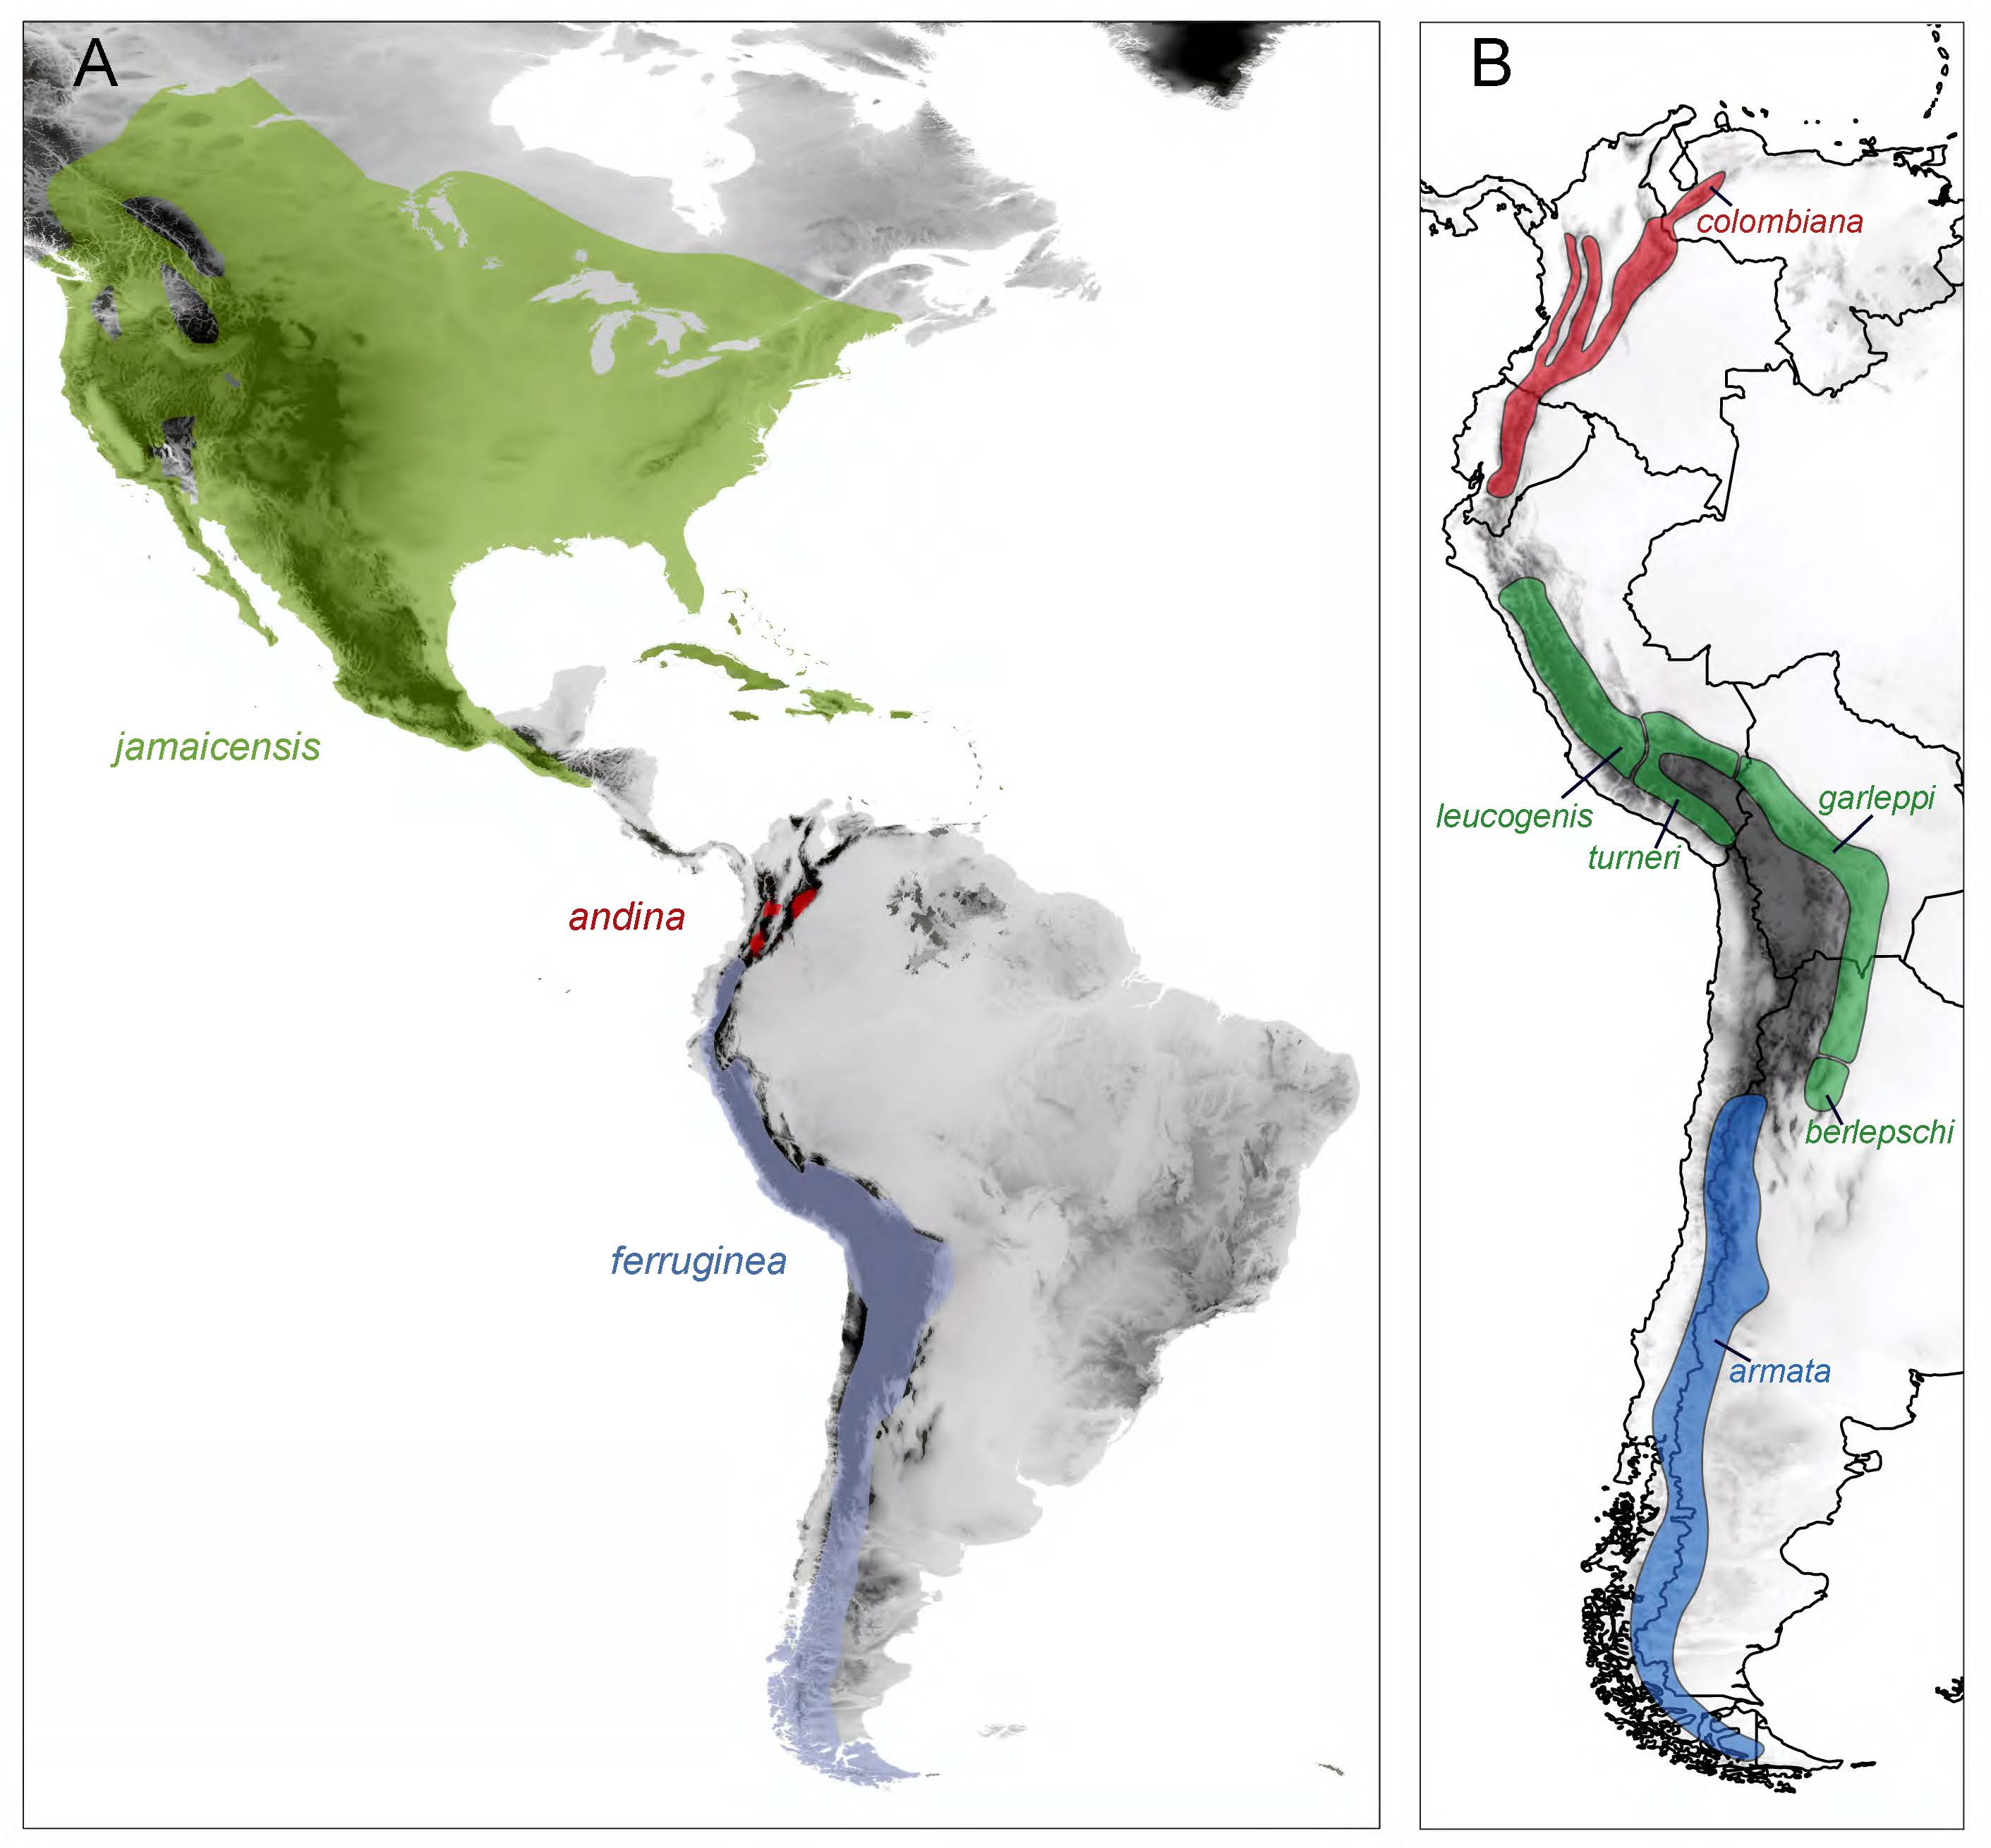 A
jamaicensis
andina
ferruginea
B
colombiana
garleppi
leucogenis
turneri
berlepschi
armata